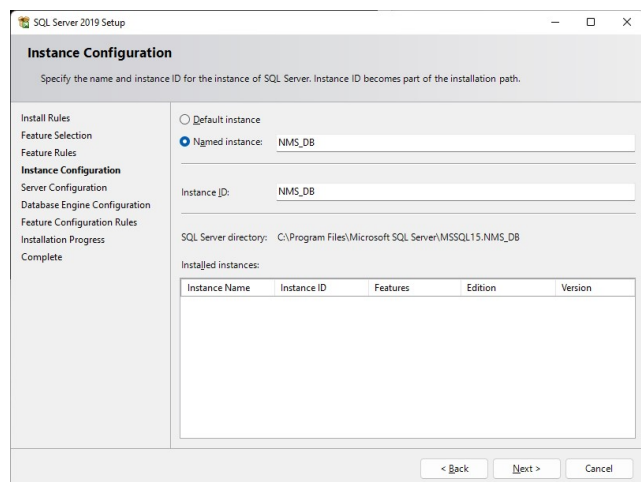 SQL Server 2019 Setup
Instance Configuration
Specify the name and instance ID for the instance of SQL Server. Instance ID becomes part of the installation path.
Install Rules
Feature Selection
Feature Rules
Instance Configuration
Server Configuration
Database Engine Configuration
Feature Configuration Rules
Installation Progress
Complete
Default instance
Named instance: NMS_DB
Instance ID: NMS_DB
SQL Server directory: C:\Program Files\Microsoft SQL Server\MSSQL15.NMS_DB
Installed instances:
Instance Name Instance ID Features Edition Version
< Back Next > Cancel